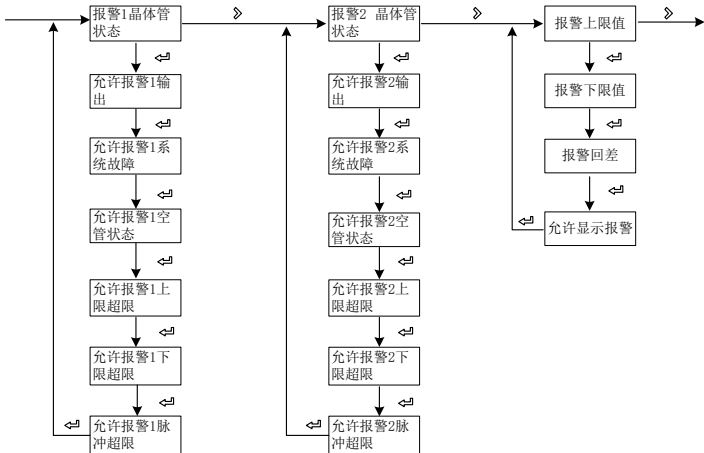 报警1晶体管
状态
允许报警1输
出
允许报警1系
统故障
允许报警1空
管状态
允许报警1上
限超限
允许报警1下
限超限
允许报警1脉
冲超限
报警2 晶体管
状态
允许报警2输
出
允许报警2系
统故障
允许报警2空
管状态
允许报警2上
限超限
允许报警2下
限超限
允许报警2脉
冲超限
报警上限值
报警下限值
报警回差
允许显示报警